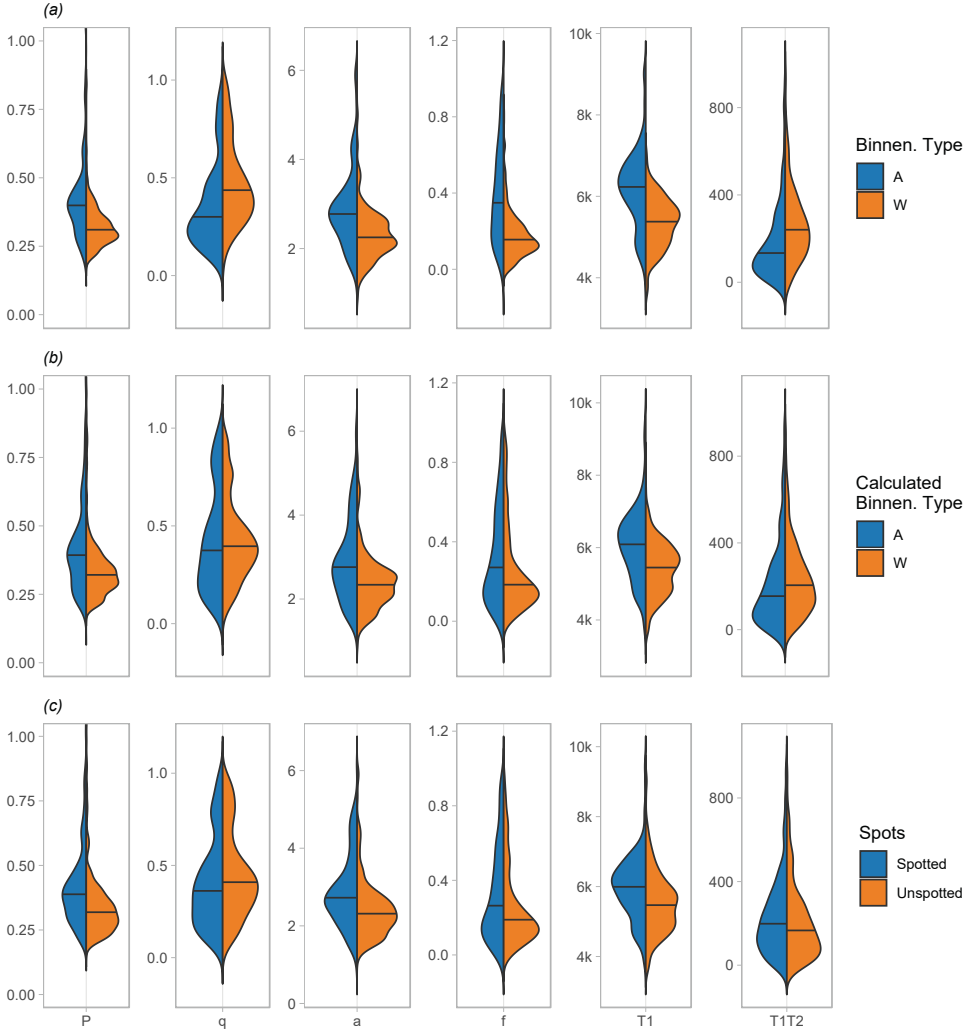 (a)
1.00
0.75
0.50
0.25
0.00
1.0
0.5
0.0
6
4
2
1.2
0.8
0.4
0.0
10k
8k
6k
4k
800
400
0
Binnen. Type
A
W
(b)
1.00
0.75
0.50
0.25
0.00
1.0
0.5
0.0
6
4
2
1.2
0.8
0.4
0.0
10k
8k
6k
4k
800
400
0
Calculated
Binnen. Type
A
W
(c)
1.00
0.75
0.50
0.25
0.00
1.0
0.5
0.0
6
4
2
0
1.2
0.8
0.4
0.0
10k
8k
6k
4k
800
400
0
Spots
Spotted
Unspotted
P q a f T1 T1T2